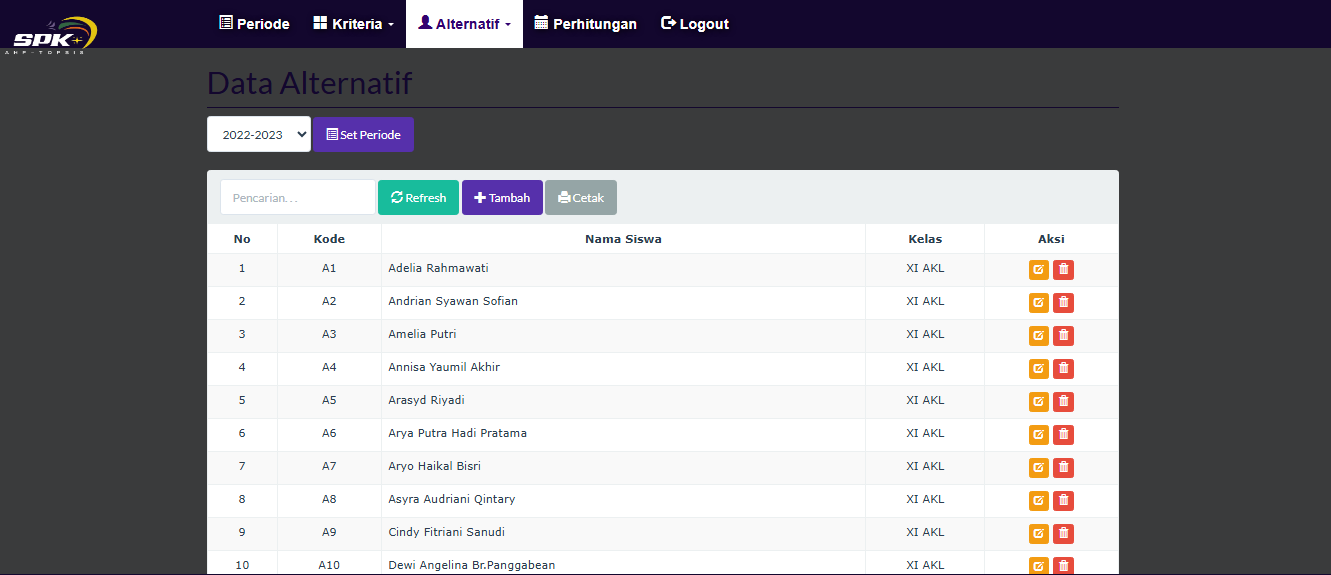 SPK
AHP-TOPSIS
Periode Kriteria Alternatif Perhitungan Logout
Data Alternatif
2022-2023 Set Periode
Pencarian... Refresh Tambah Cetak
No Kode Nama Siswa Kelas Aksi
1 A1 Adelia Rahmawati XI AKL
2 A2 Andrian Syawan Sofian XI AKL
3 A3 Amelia Putri XI AKL
4 A4 Annisa Yaumil Akhir XI AKL
5 A5 Arasyd Riyadi XI AKL
6 A6 Arya Putra Hadi Pratama XI AKL
7 A7 Aryo Haikal Bisri XI AKL
8 A8 Asyra Audriani Qintary XI AKL
9 A9 Cindy Fitriani Sanudi XI AKL
10 A10 Dewi Angelina Br.Panggabean XI AKL